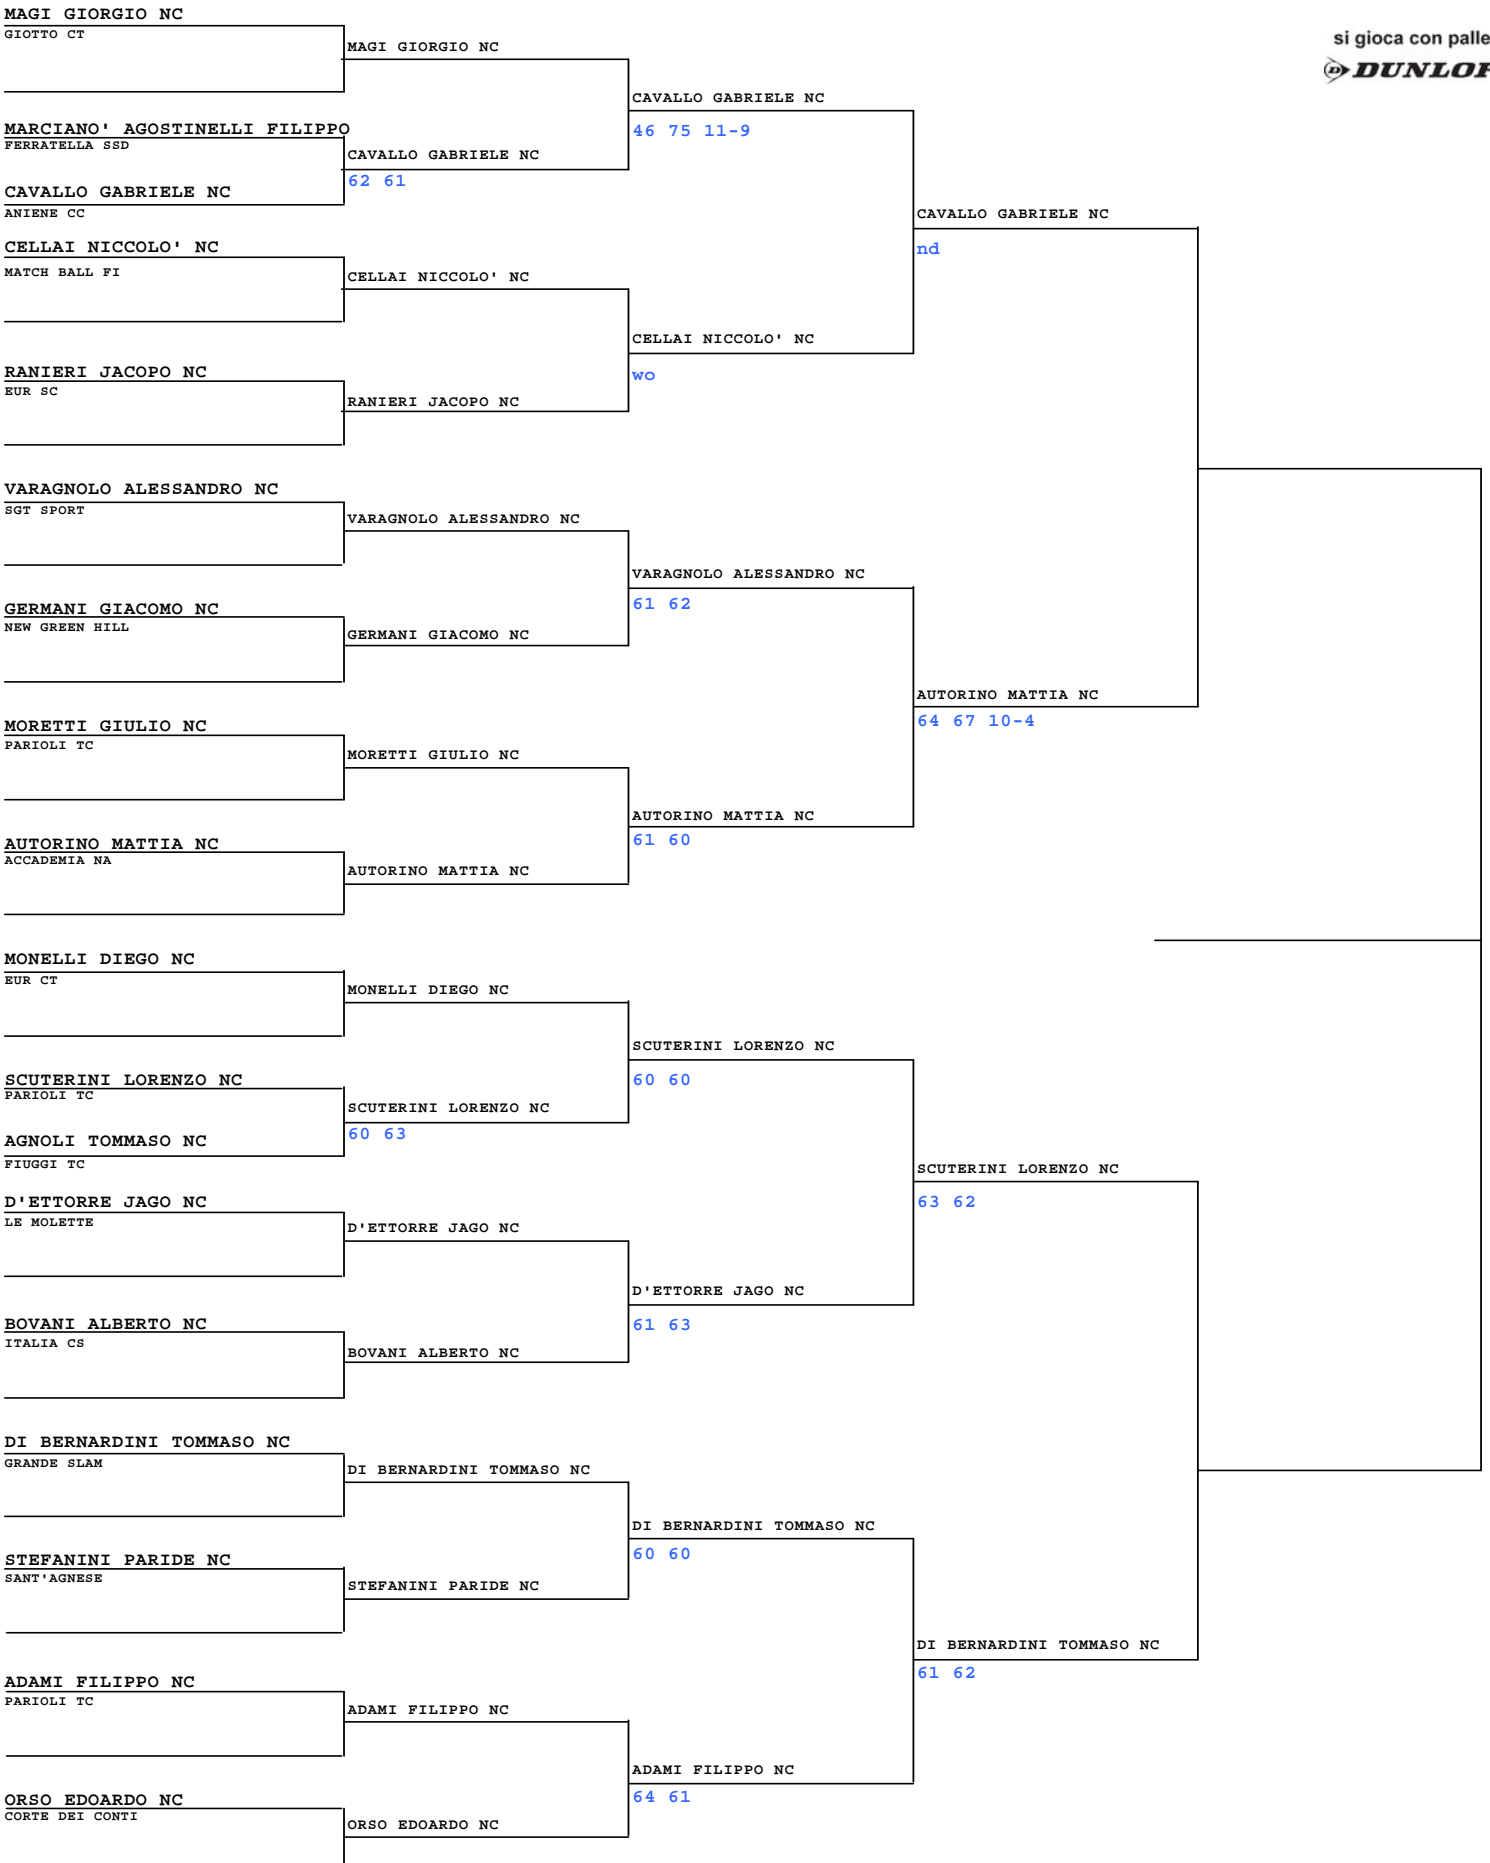 MAGI GIORGIO NC
GIOTTO CT
MARCIANO' AGOSTINELLI FILIPPO
FERRATELLA SSD
CAVALLO GABRIELE NC
ANIENE CC
CELLAI NICCOLO' NC
MATCH BALL FI
RANIERI JACOPO NC
EUR SC
VARAGNOLO ALESSANDRO NC
SGT SPORT
GERMANI GIACOMO NC
NEW GREEN HILL
MORETTI GIULIO NC
PARIOLI TC
AUTORINO MATTIA NC
ACCADEMIA NA
MONELLI DIEGO NC
EUR CT
SCUTERINI LORENZO NC
PARIOLI TC
AGNOLI TOMMASO NC
FIUGGI TC
D'ETTORRE JAGO NC
LE MOLETTE
BOVANI ALBERTO NC
ITALIA CS
DI BERNARDINI TOMMASO NC
GRANDE SLAM
STEFANINI PARIDE NC
SANT'AGNESE
ADAMI FILIPPO NC
PARIOLI TC
ORSO EDOARDO NC
CORTE DEI CONTI
MAGI GIORGIO NC
CAVALLO GABRIELE NC
62 61
CELLAI NICCOLO' NC
RANIERI JACOPO NC
VARAGNOLO ALESSANDRO NC
GERMANI GIACOMO NC
MORETTI GIULIO NC
AUTORINO MATTIA NC
MONELLI DIEGO NC
SCUTERINI LORENZO NC
60 63
D'ETTORRE JAGO NC
BOVANI ALBERTO NC
DI BERNARDINI TOMMASO NC
STEFANINI PARIDE NC
ADAMI FILIPPO NC
ORSO EDOARDO NC
CAVALLO GABRIELE NC
46 75 11-9
CELLAI NICCOLO' NC
wo
VARAGNOLO ALESSANDRO NC
61 62
AUTORINO MATTIA NC
61 60
SCUTERINI LORENZO NC
60 60
D'ETTORRE JAGO NC
61 63
DI BERNARDINI TOMMASO NC
60 60
ADAMI FILIPPO NC
64 61
CAVALLO GABRIELE NC
nd
AUTORINO MATTIA NC
64 67 10-4
SCUTERINI LORENZO NC
63 62
DI BERNARDINI TOMMASO NC
61 62
si gioca con palle
DUNLOP